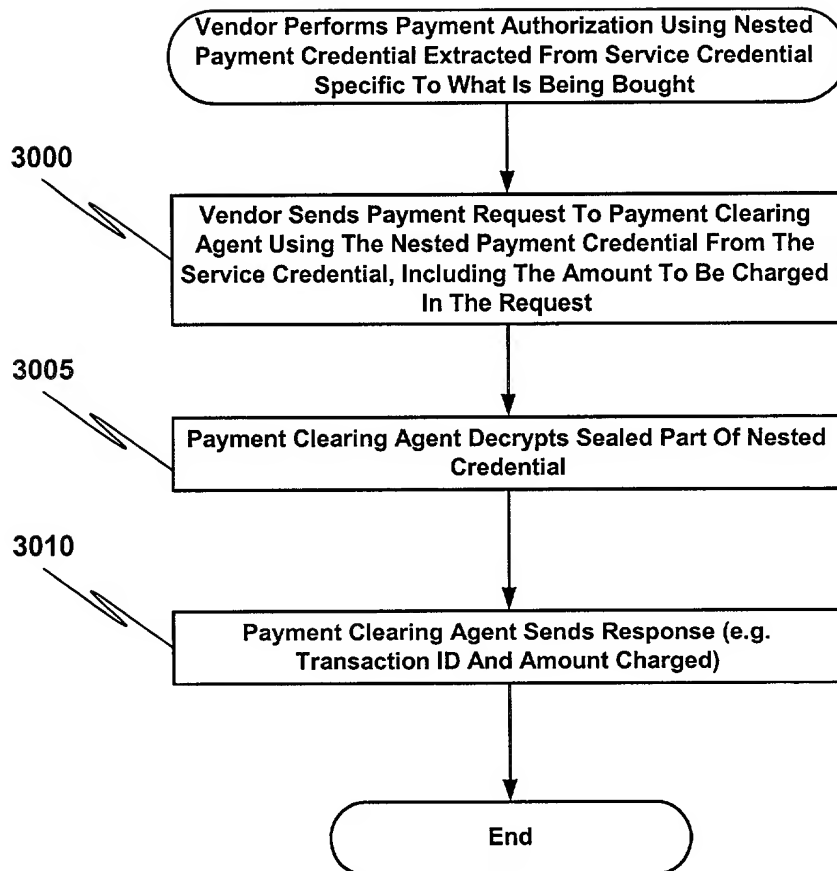 Vendor Performs Payment Authorization Using Nested
Payment Credential Extracted From Service Credential
Specific To What Is Being Bought
3000
Vendor Sends Payment Request To Payment Clearing
Agent Using The Nested Payment Credential From The
Service Credential, Including The Amount To Be Charged
In The Request
3005
Payment Clearing Agent Decrypts Sealed Part Of Nested
Credential
3010
Payment Clearing Agent Sends Response (e.g.
Transaction ID And Amount Charged)
End